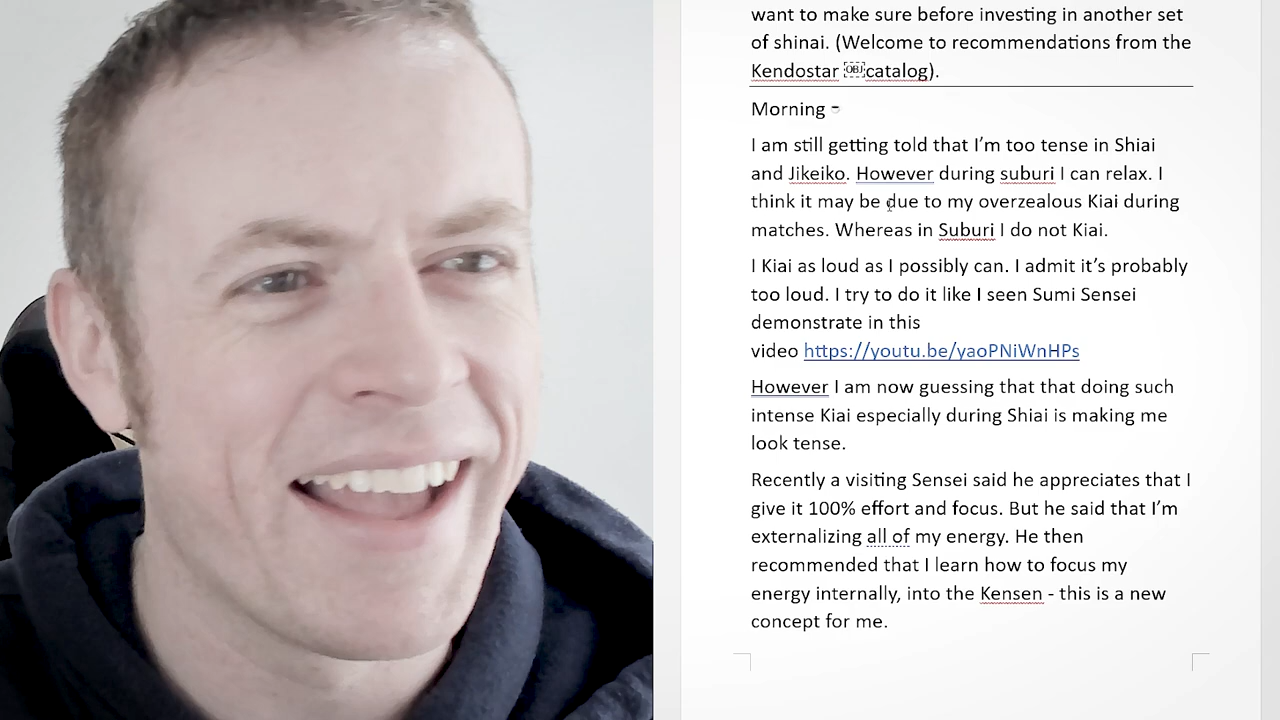 want to make sure before investing in another set
of shinai. (Welcome to recommendations from the
Kendostar OBJ catalog).
Morning -
I am still getting told that I’m too tense in Shiai
and Jikeiko. However during suburi I can relax. I
think it may be due to my overzealous Kiai during
matches. Whereas in Suburi I do not Kiai.
I Kiai as loud as I possibly can. I admit it’s probably
too loud. I try to do it like I seen Sumi Sensei
demonstrate in this
video https://youtu.be/yaoPNiWnHPs
However I am now guessing that that doing such
intense Kiai especially during Shiai is making me
look tense.
Recently a visiting Sensei said he appreciates that I
give it 100% effort and focus. But he said that I’m
externalizing all of my energy. He then
recommended that I learn how to focus my
energy internally, into the Kensen - this is a new
concept for me.